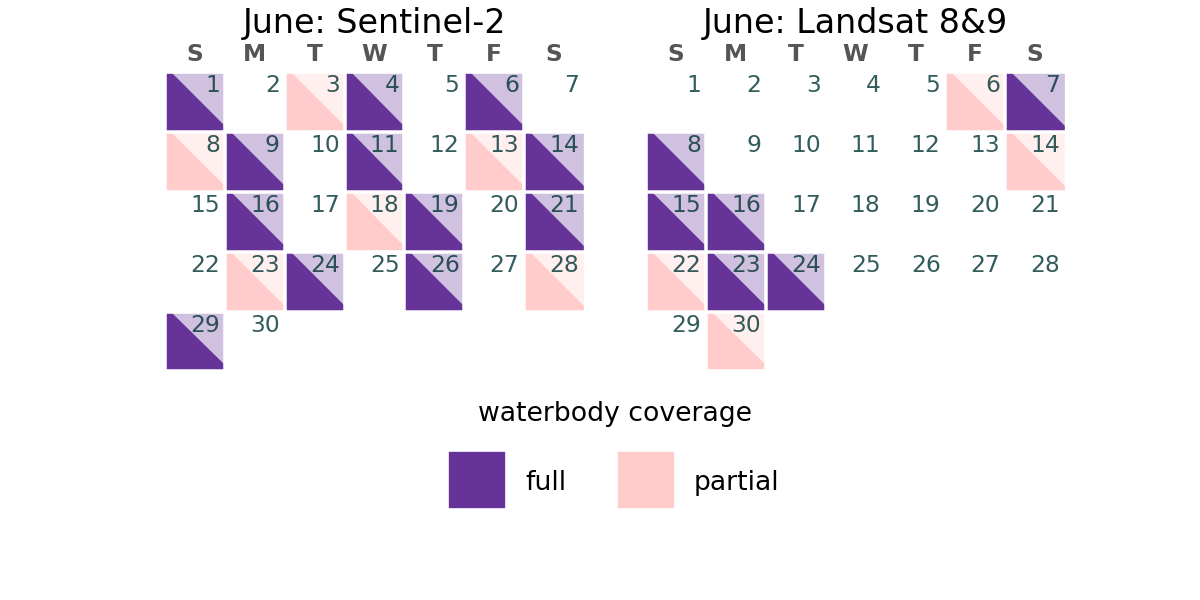 June: Sentinel-2
S M T W T F S
1 2 3 4 5 6 7
8 9 10 11 12 13 14
15 16 17 18 19 20 21
22 23 24 25 26 27 28
29 30
June: Landsat 8&9
S M T W T F S
1 2 3 4 5 6 7
8 9 10 11 12 13 14
15 16 17 18 19 20 21
22 23 24 25 26 27 28
29 30
waterbody coverage
full partial